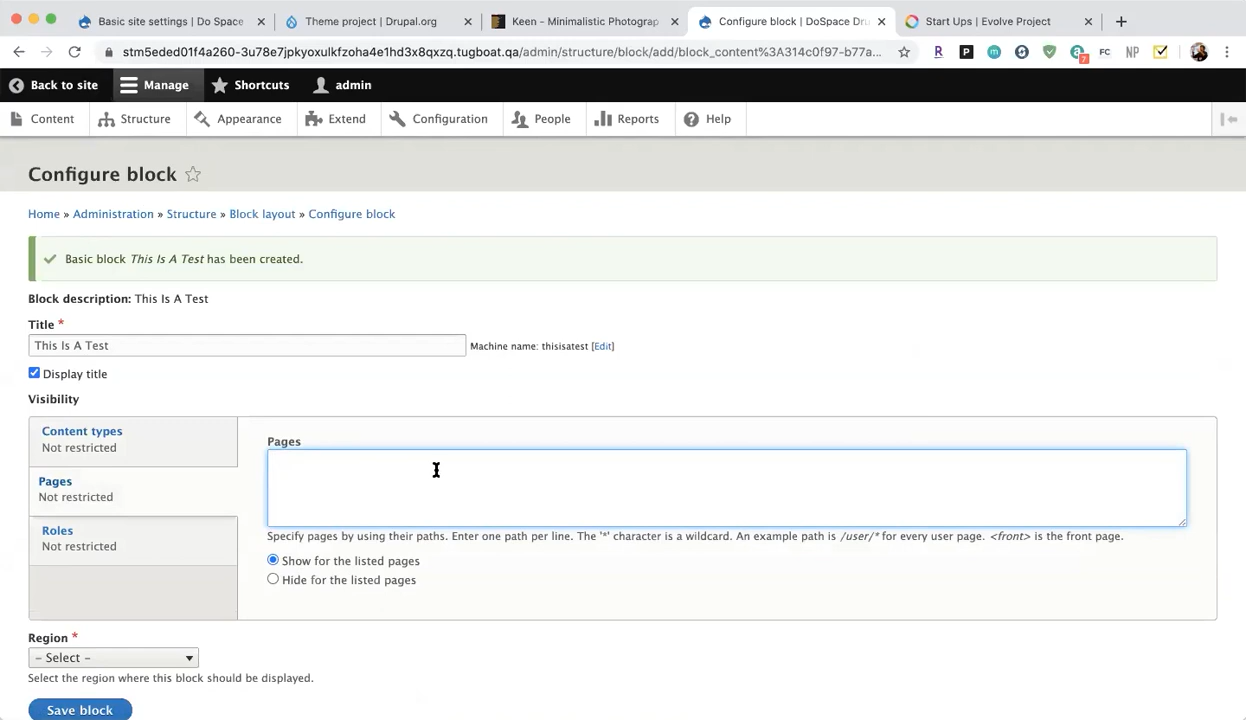 Basic site settings | Do Space
Theme project | Drupal.org
Keen - Minimalistic Photograp
Configure block | DoSpace Dru
Start Ups | Evolve Project
stm5eded01f4a260-3u78e7jpkyoxulkfzoha4e1hd3x8qxzq.tugboat.qa/admin/structure/block/add/block_content%3A314c0f97-b77a...
Back to site
Manage
Shortcuts
admin
Content
Structure
Appearance
Extend
Configuration
People
Reports
Help
Configure block
Home » Administration » Structure » Block layout » Configure block
Basic block This Is A Test has been created.
Block description: This Is A Test
Title *
This Is A Test
Machine name: thisisatest [Edit]
Display title
Visibility
Content types
Not restricted
Pages
Not restricted
Roles
Not restricted
Pages
Specify pages by using their paths. Enter one path per line. The '*' character is a wildcard. An example path is /user/* for every user page. <front> is the front page.
Show for the listed pages
Hide for the listed pages
Region *
- Select -
Select the region where this block should be displayed.
Save block